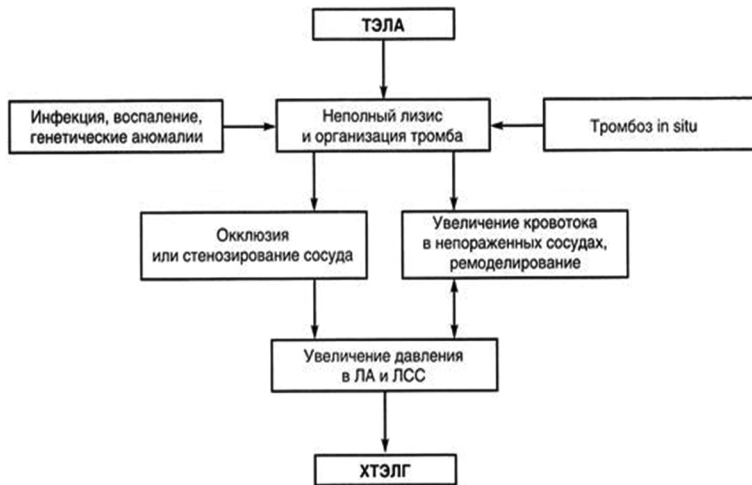 ТЭЛА
Инфекция, воспаление,
генетические аномалии
Неполный лизис
и организация тромба
Тромбоз in situ
Окклюзия
или стенозирование сосуда
Увеличение кровотока
в непораженных сосудах,
ремоделирование
Увеличение давления
в ЛА и ЛСС
ХТЭЛГ